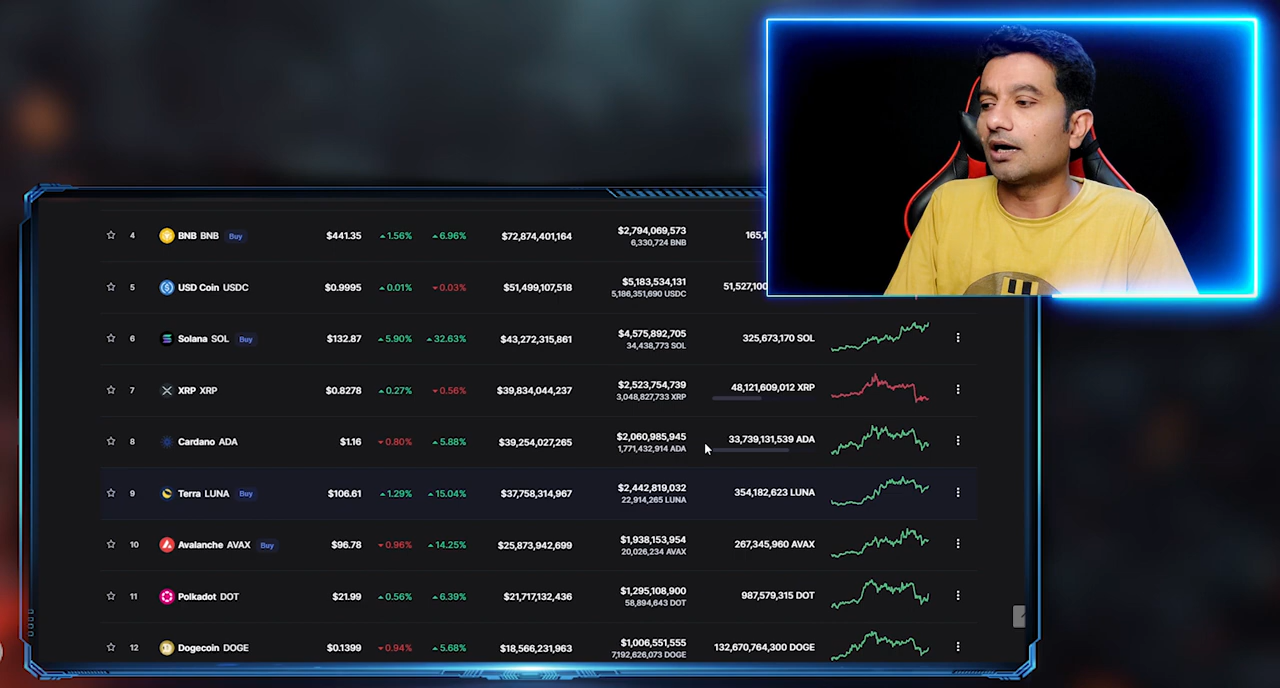 4 BNB BNB Buy $441.35 1.56% 6.96% $72,874,401,164 $2,794,069,573
6,330,724 BNB
5 USD Coin USDC $0.9995 0.01% 0.03% $51,499,107,518 $5,183,534,131
5,186,351,690 USDC
6 Solana SOL Buy $132.87 5.90% 32.63% $43,272,315,861 $4,575,892,705 325,673,170 SOL
34,438,773 SOL
7 XRP XRP $0.8278 0.27% 0.56% $39,834,044,237 $2,523,754,739 48,121,609,012 XRP
3,048,827,733 XRP
8 Cardano ADA $1.16 0.80% 5.88% $39,254,027,265 $2,060,985,945 33,739,131,539 ADA
1,771,432,914 ADA
9 Terra LUNA Buy $106.61 1.29% 15.04% $37,758,314,967 $2,442,819,032 354,182,623 LUNA
22,914,265 LUNA
10 Avalanche AVAX Buy $96.78 0.96% 14.25% $25,873,942,699 $1,938,153,954 267,345,960 AVAX
20,026,234 AVAX
11 Polkadot DOT $21.99 0.56% 6.39% $21,717,132,436 $1,295,108,900 987,579,315 DOT
58,894,643 DOT
12 Dogecoin DOGE $0.1399 0.94% 5.68% $18,566,231,963 $1,006,551,555 132,670,764,300 DOGE
7,192,626,073 DOGE